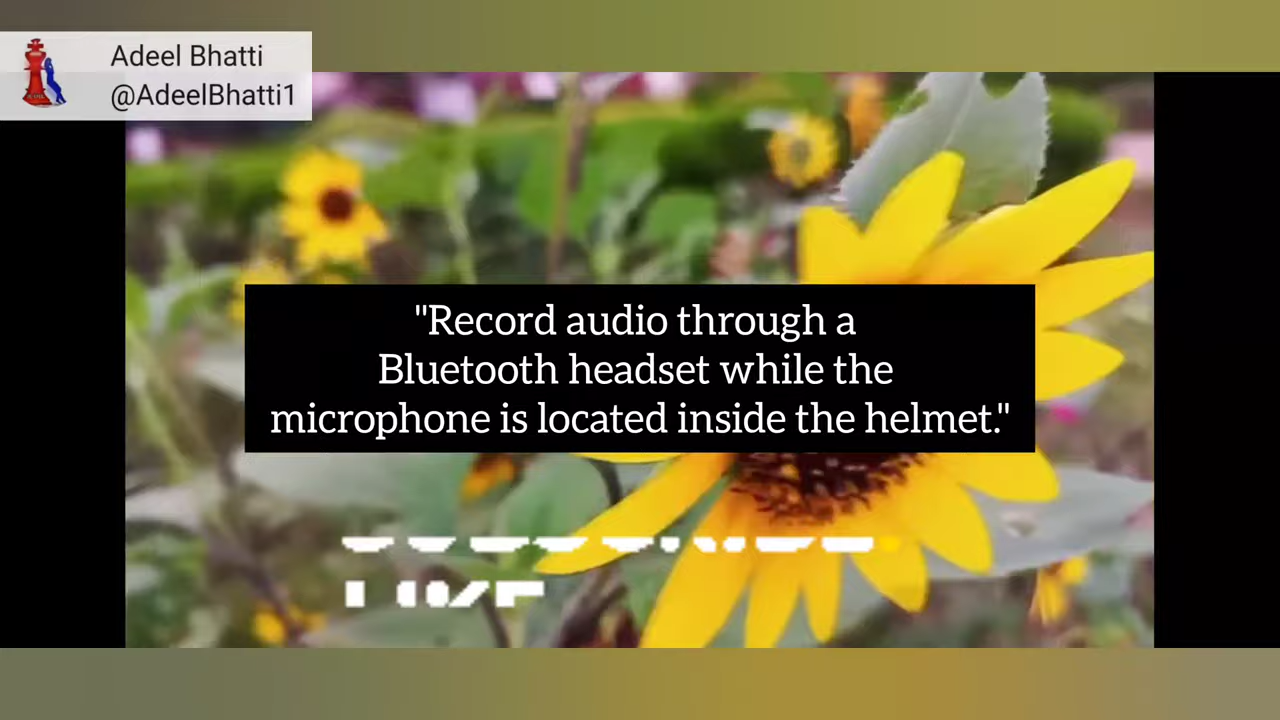 Adeel Bhatti
@AdeelBhatti1
"Record audio through a
Bluetooth headset while the
microphone is located inside the helmet."